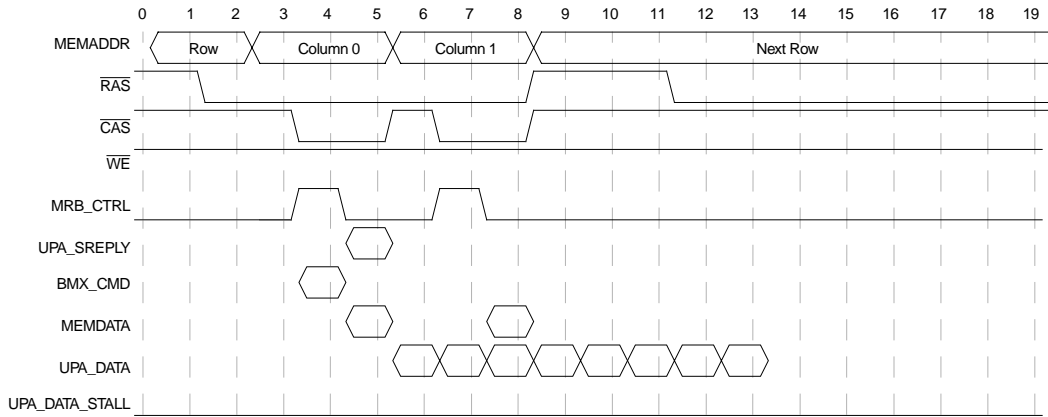 0 1 2 3 4 5 6 7 8 9 10 11 12 13 14 15 16 17 18 19
MEMADDR Row Column 0 Column 1 Next Row
RAS
CAS
WE
MRB_CTRL
UPA_SREPLY
BMX_CMD
MEMDATA
UPA_DATA
UPA_DATA_STALL